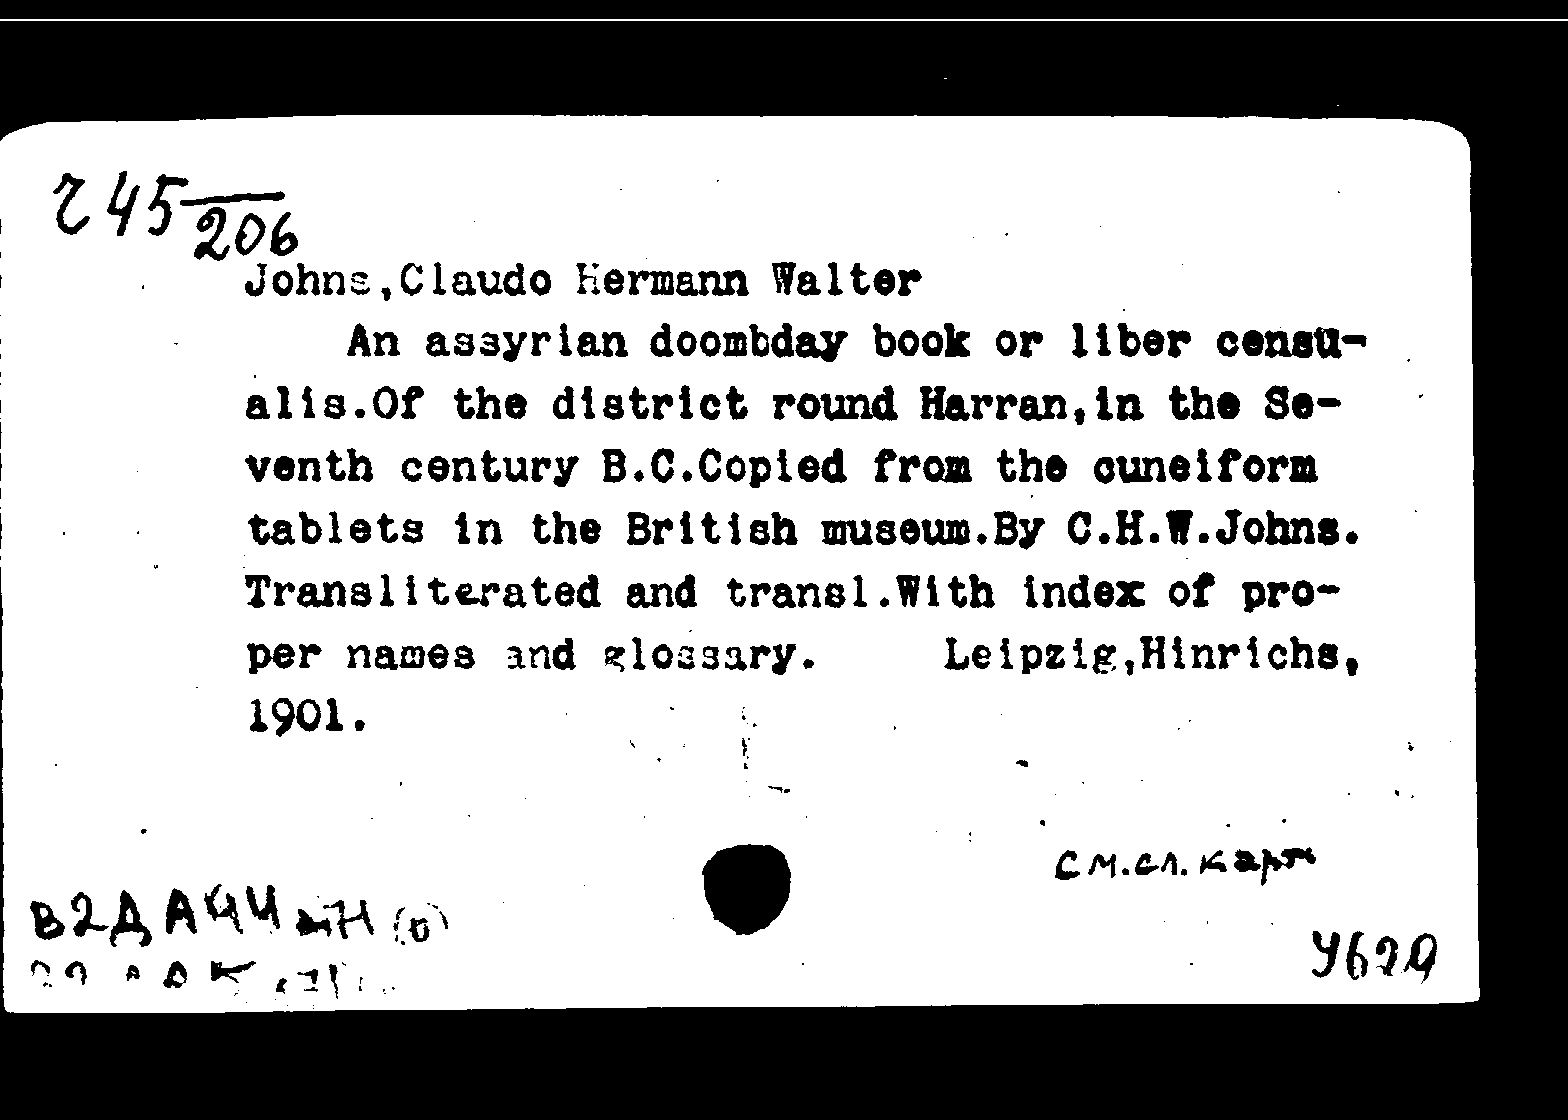 г 45/206
Johns,Claudo Hermann Walter
An assyrian doombday book or liber censu-
alis.Of the district round Harran,in the Se-
venth century B.C.Copied from the cuneiform
tablets in the British museum.By C.H.W.Johns.
Transliterated and transl.With index of pro-
per names and glossary. Leipzig,Hinrichs,
1901.
см.сл.карт
В2ДА44
У629